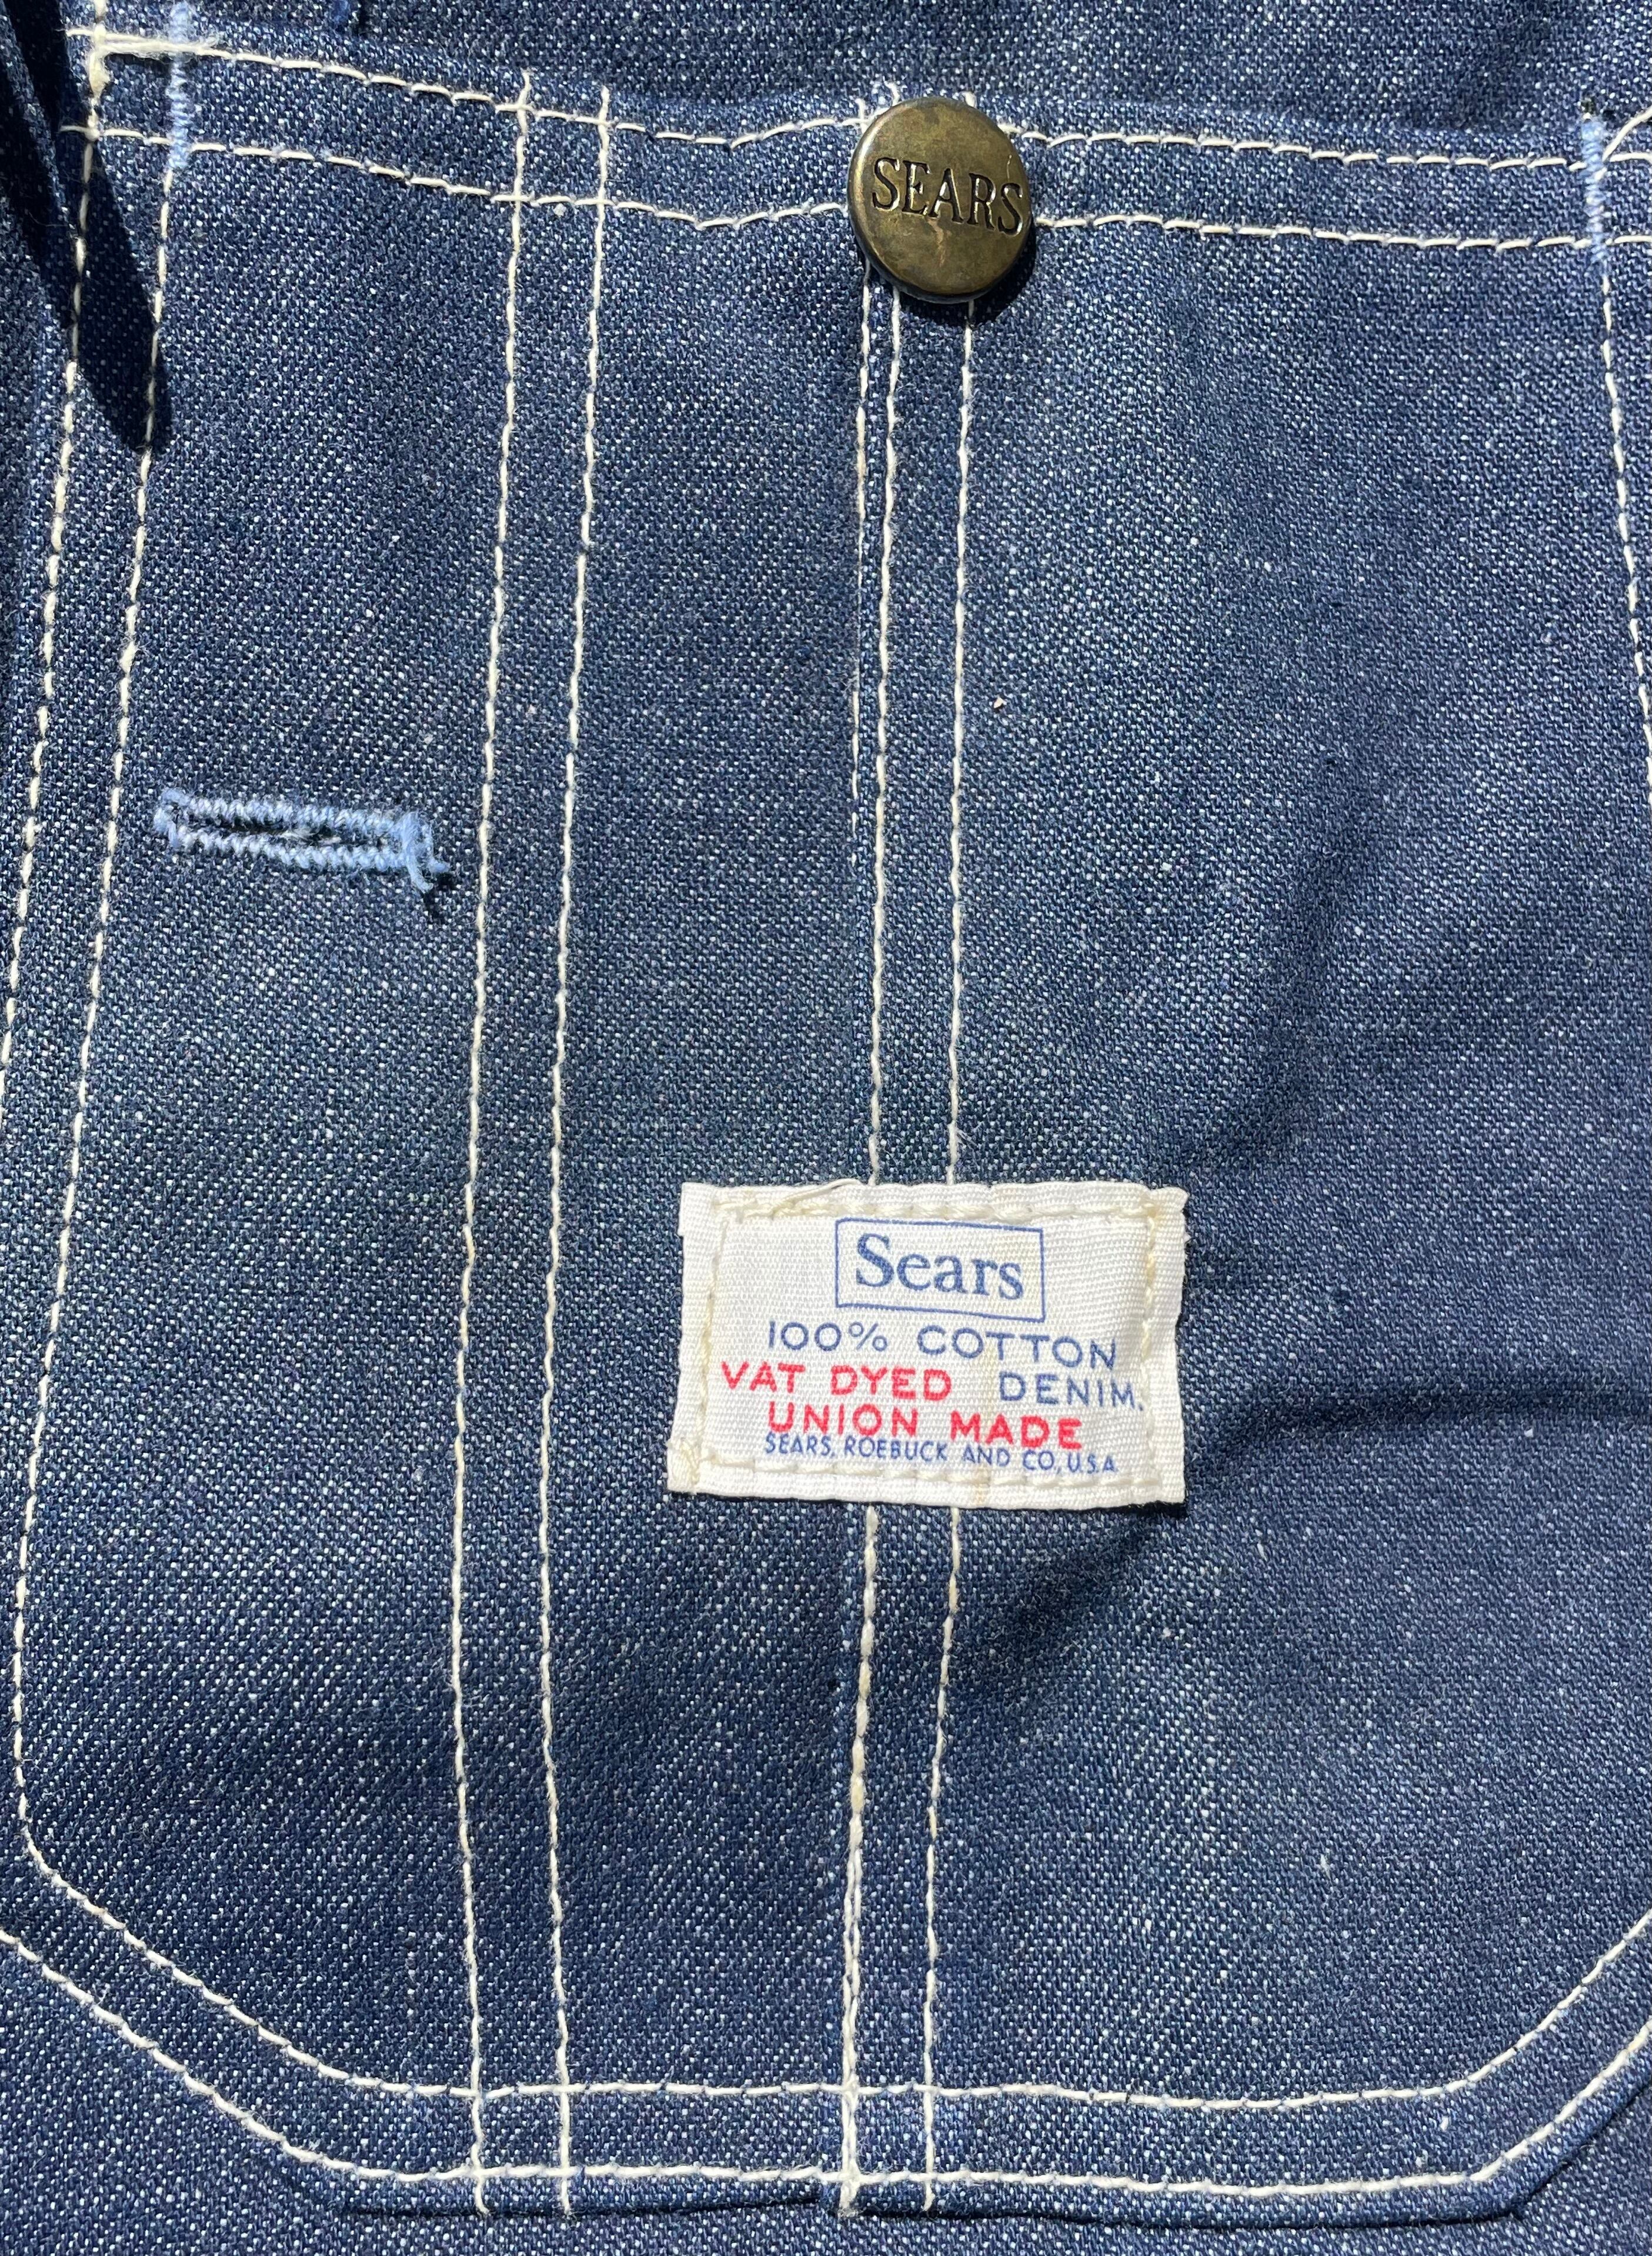 SEARS
Sears
100% COTTON
VAT DYED DENIM.
UNION MADE
SEARS, ROEBUCK AND CO., U.S.A.